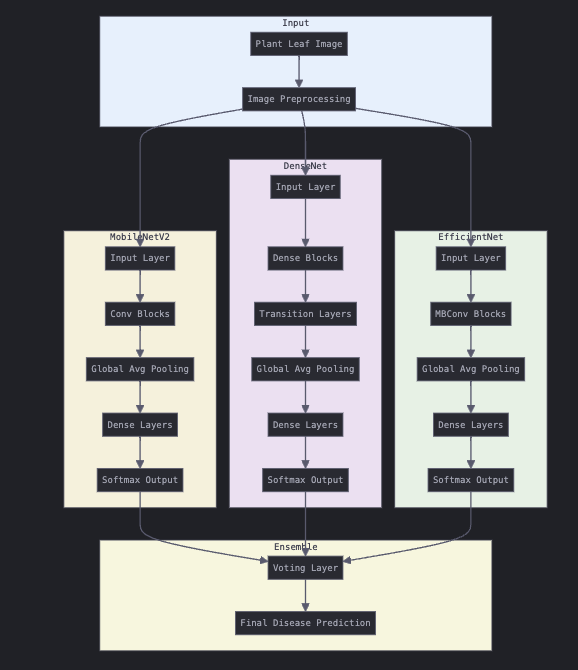 Input
Plant Leaf Image
Image Preprocessing
DenseNet
Input Layer
Dense Blocks
Transition Layers
Global Avg Pooling
Dense Layers
Softmax Output
MobileNetV2
Input Layer
Conv Blocks
Global Avg Pooling
Dense Layers
Softmax Output
EfficientNet
Input Layer
MBConv Blocks
Global Avg Pooling
Dense Layers
Softmax Output
Ensemble
Voting Layer
Final Disease Prediction